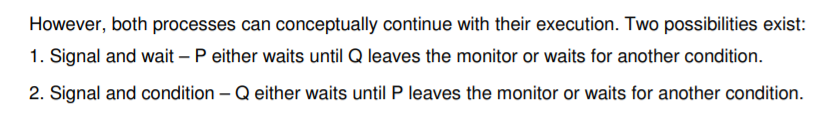 However, both processes can conceptually continue with their execution. Two possibilities exist:
1. Signal and wait – P either waits until Q leaves the monitor or waits for another condition.
2. Signal and condition – Q either waits until P leaves the monitor or waits for another condition.